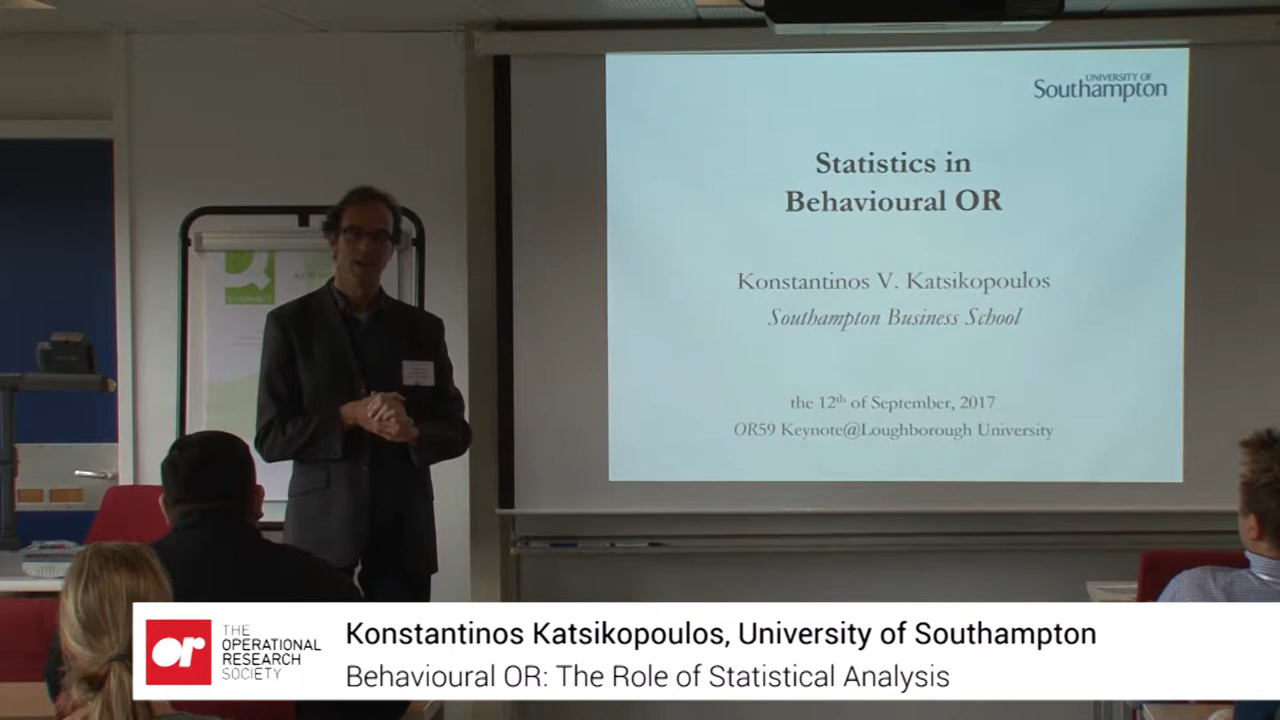 UNIVERSITY OF
Southampton
Statistics in
Behavioural OR
Konstantinos V. Katsikopoulos
Southampton Business School
the 12th of September, 2017
OR59 Keynote@Loughborough University
or
THE
OPERATIONAL
RESEARCH
SOCIETY
Konstantinos Katsikopoulos, University of Southampton
Behavioural OR: The Role of Statistical Analysis